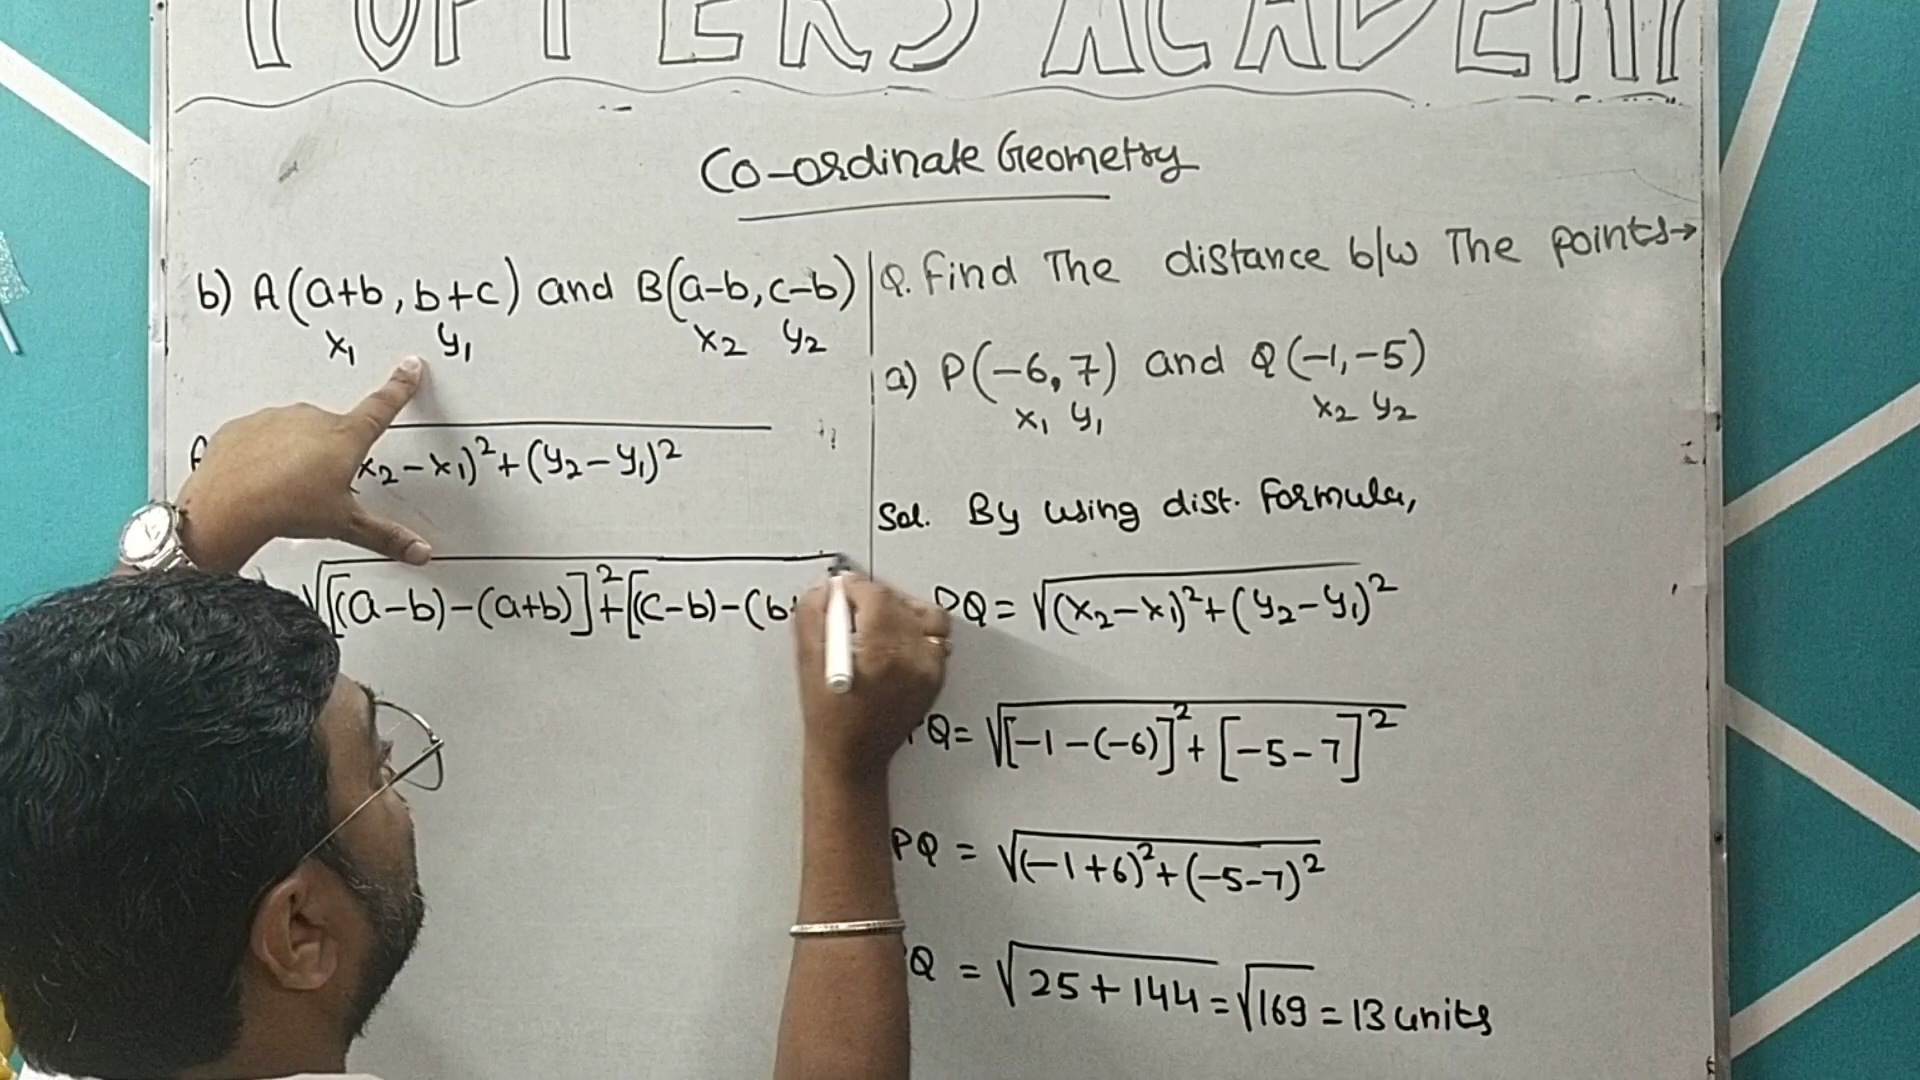 TOPPERS ACADEMY
Co-ordinate Geometry
b) A(a+b, b+c) and B(a-b, c-b)
x₁ y₁ x₂ y₂
x₂-x₁)²+(y₂-y₁)²
√[(a-b)-(a+b)]²+[(c-b)-(b
Q. Find The distance b/w The points→
a) P(-6, 7) and Q(-1, -5)
x₁ y₁ x₂ y₂
Sol. By using dist. Formula,
PQ = √(x₂-x₁)²+(y₂-y₁)²
PQ = √[-1-(-6)]²+[-5-7]²
PQ = √(-1+6)²+(-5-7)²
Q = √25+144 = √169 = 13 units